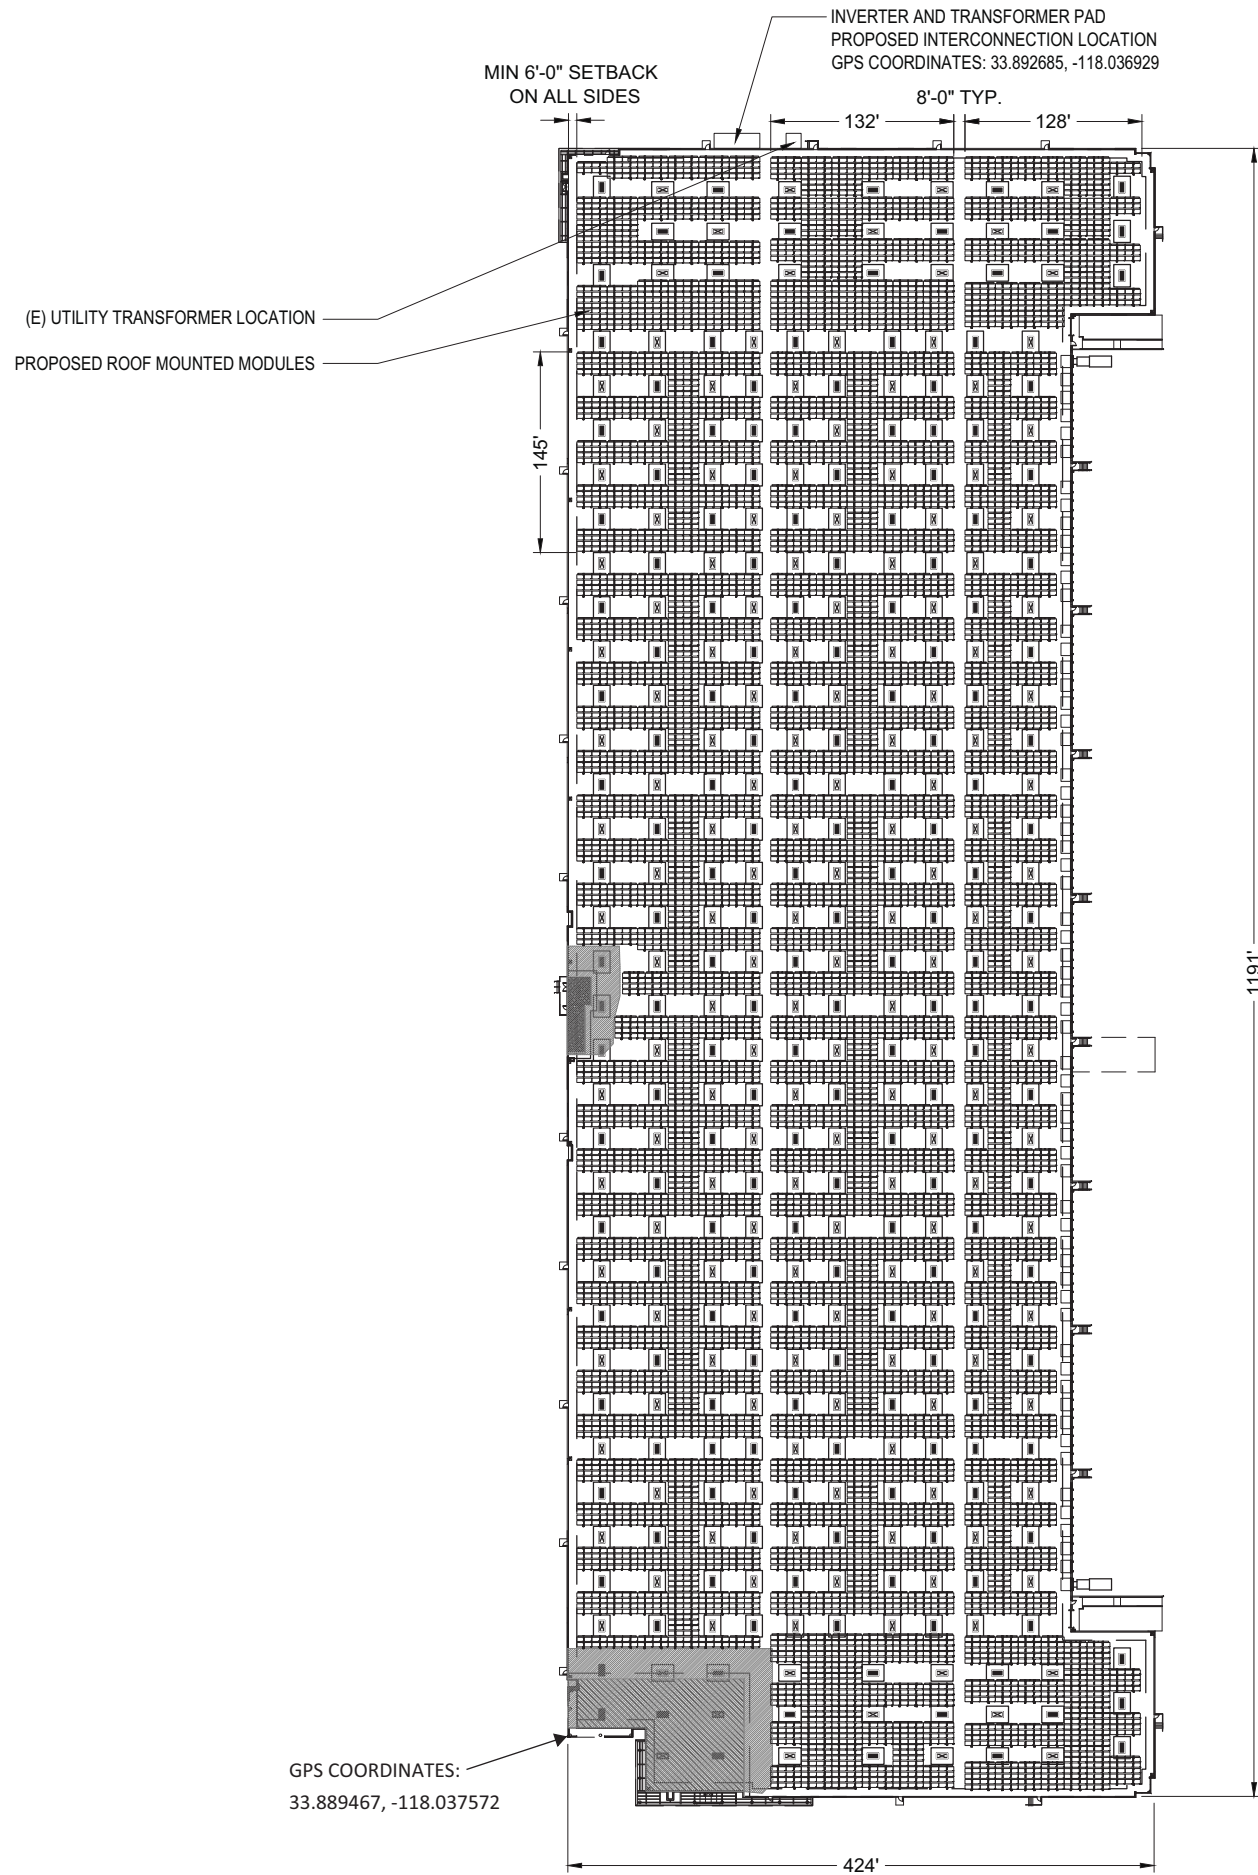 INVERTER AND TRANSFORMER PAD
PROPOSED INTERCONNECTION LOCATION
GPS COORDINATES: 33.892685, -118.036929
MIN 6'-0" SETBACK
ON ALL SIDES
8'-0" TYP.
132'
128'
(E) UTILITY TRANSFORMER LOCATION
PROPOSED ROOF MOUNTED MODULES
145'
1191'
GPS COORDINATES:
33.889467, -118.037572
424'